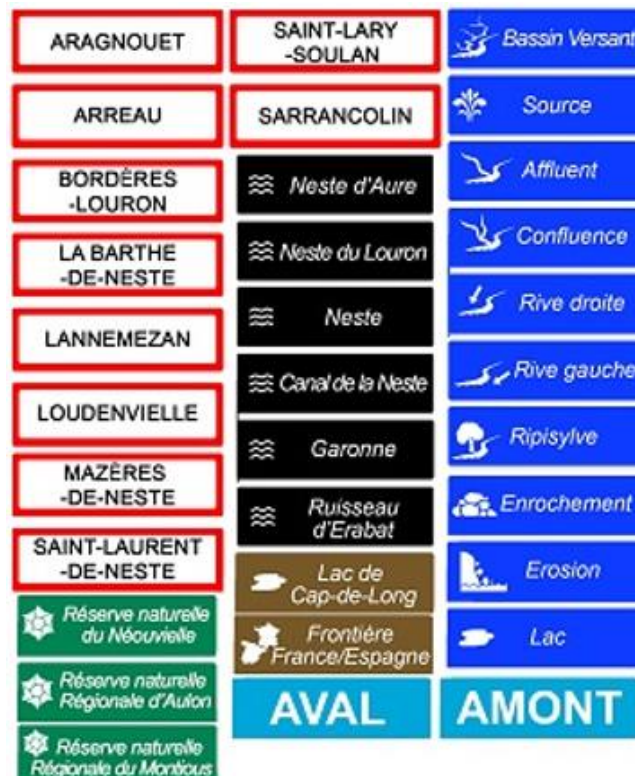 ARAGNOUET
ARREAU
BORDÈRES
-LOURON
LA BARTHE
-DE-NESTE
LANNEMEZAN
LOUDENVIELLE
MAZÈRES
-DE-NESTE
SAINT-LAURENT
-DE-NESTE
Réserve naturelle
du Néouvielle
Réserve naturelle
Régionale d'Aulon
Réserve naturelle
Régionale du Montious
SAINT-LARY
-SOULAN
SARRANCOLIN
Neste d'Aure
Neste du Louron
Neste
Canal de la Neste
Garonne
Ruisseau
d'Erabat
Lac de
Cap-de-Long
Frontière
France/Espagne
AVAL
Bassin Versant
Source
Affluent
Confluence
Rive droite
Rive gauche
Ripisylve
Enrochement
Erosion
Lac
AMONT